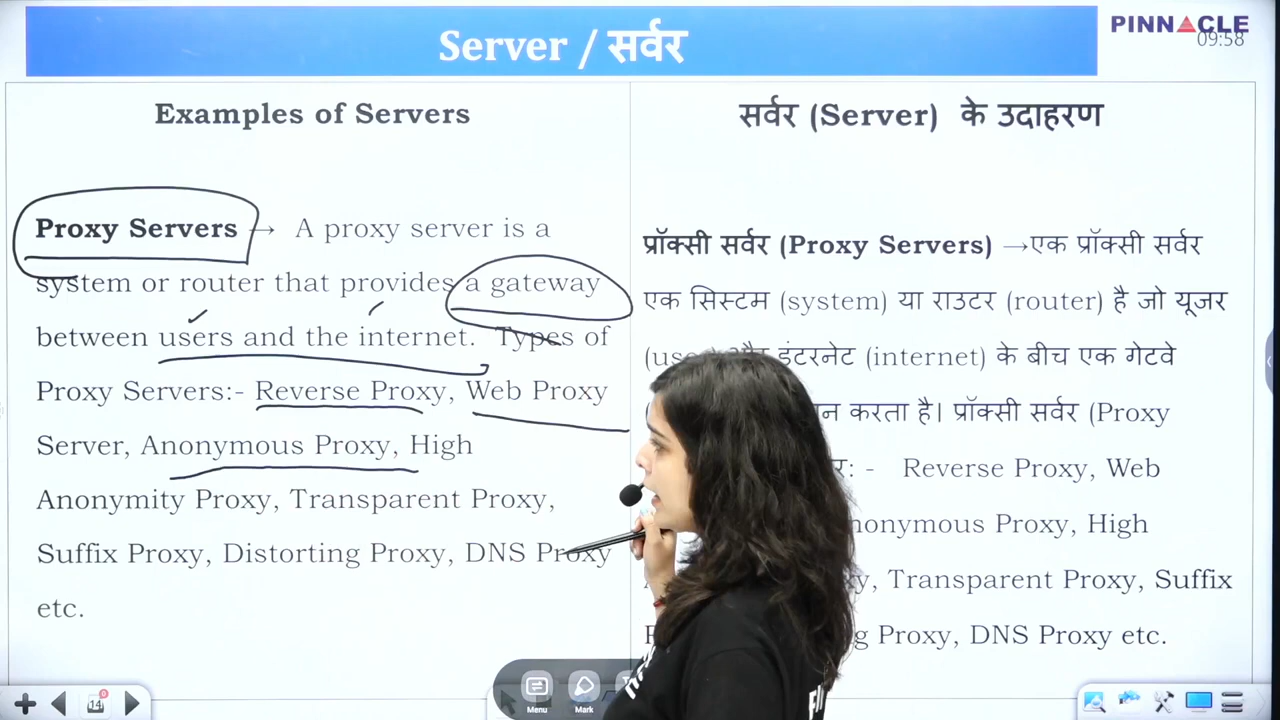 Server / सर्वर
PINNACLE
09:58
Examples of Servers
Proxy Servers → A proxy server is a
system or router that provides a gateway
between users and the internet. Types of
Proxy Servers:- Reverse Proxy, Web Proxy
Server, Anonymous Proxy, High
Anonymity Proxy, Transparent Proxy,
Suffix Proxy, Distorting Proxy, DNS Proxy
etc.
सर्वर (Server) के उदाहरण
प्रॉक्सी सर्वर (Proxy Servers) →एक प्रॉक्सी सर्वर
एक सिस्टम (system) या राउटर (router) है जो यूजर
और इंटरनेट (internet) के बीच एक गेटवे
करता है। प्रॉक्सी सर्वर (Proxy
: - Reverse Proxy, Web
High
Transparent Proxy, Suffix
Proxy, DNS Proxy etc.
14
Menu
Mark